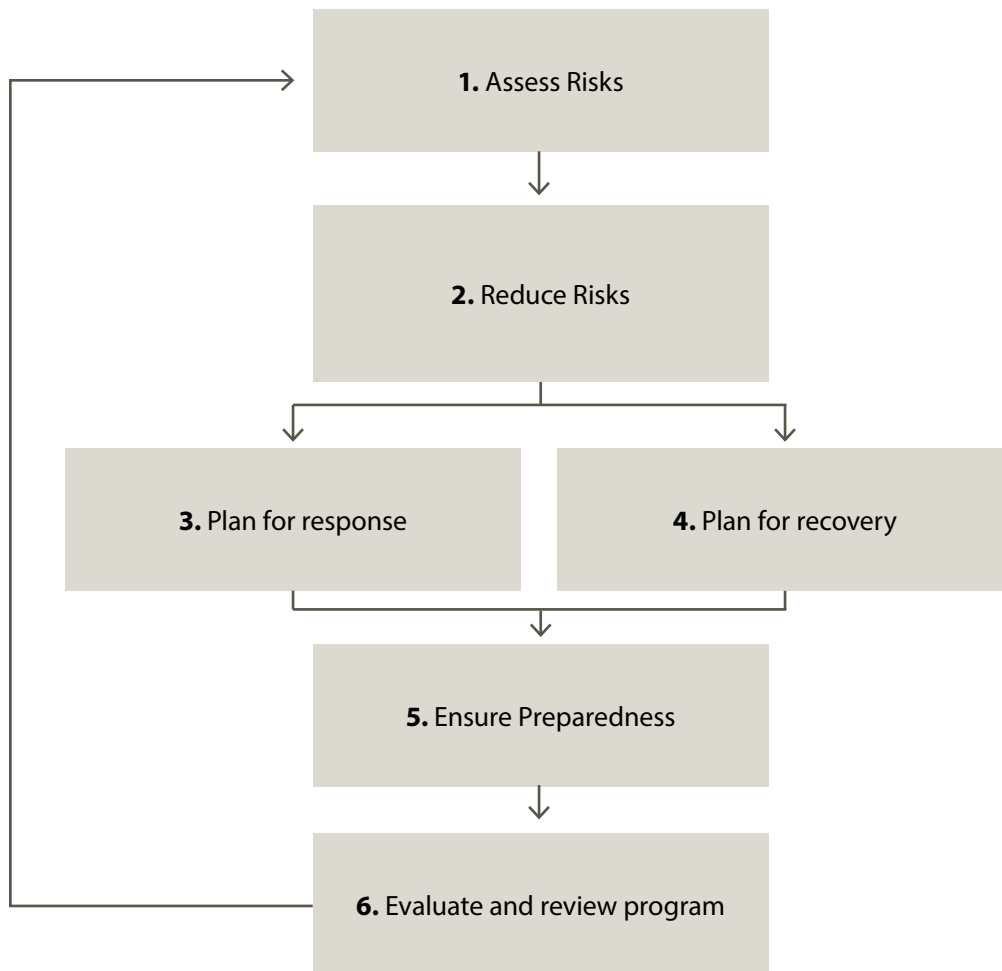 1. Assess Risks
2. Reduce Risks
3. Plan for response
4. Plan for recovery
5. Ensure Preparedness
6. Evaluate and review program